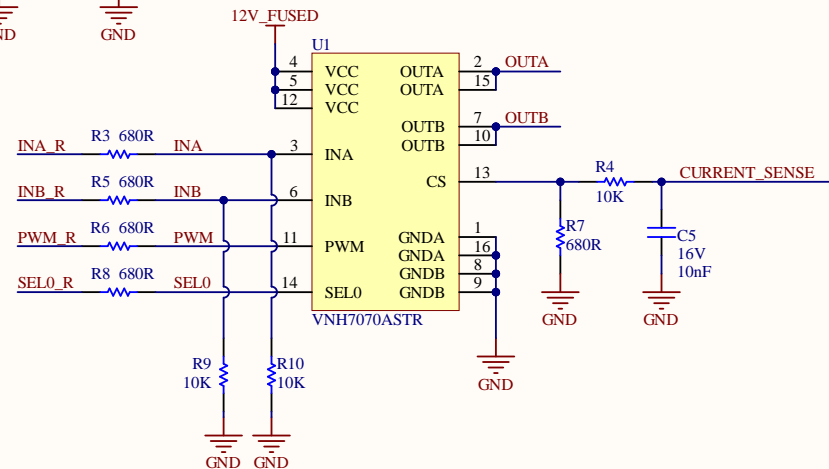 ND
GND
12V_FUSED
U1
4 VCC OUTA 2 OUTA
5 VCC OUTA 15
12 VCC
OUTB 7 OUTB
OUTB 10
INA_R R3 680R INA 3 INA
CS 13 R4 10K CURRENT_SENSE
INB_R R5 680R INB 6 INB
R7 680R
C5 16V 10nF
PWM_R R6 680R PWM 11 PWM
GNDA 1
GNDA 16
GNDB 8
SEL0_R R8 680R SEL0 14 SEL0
GNDB 9
VNH7070ASTR
GND GND
R9 10K R10 10K
GND
GND GND